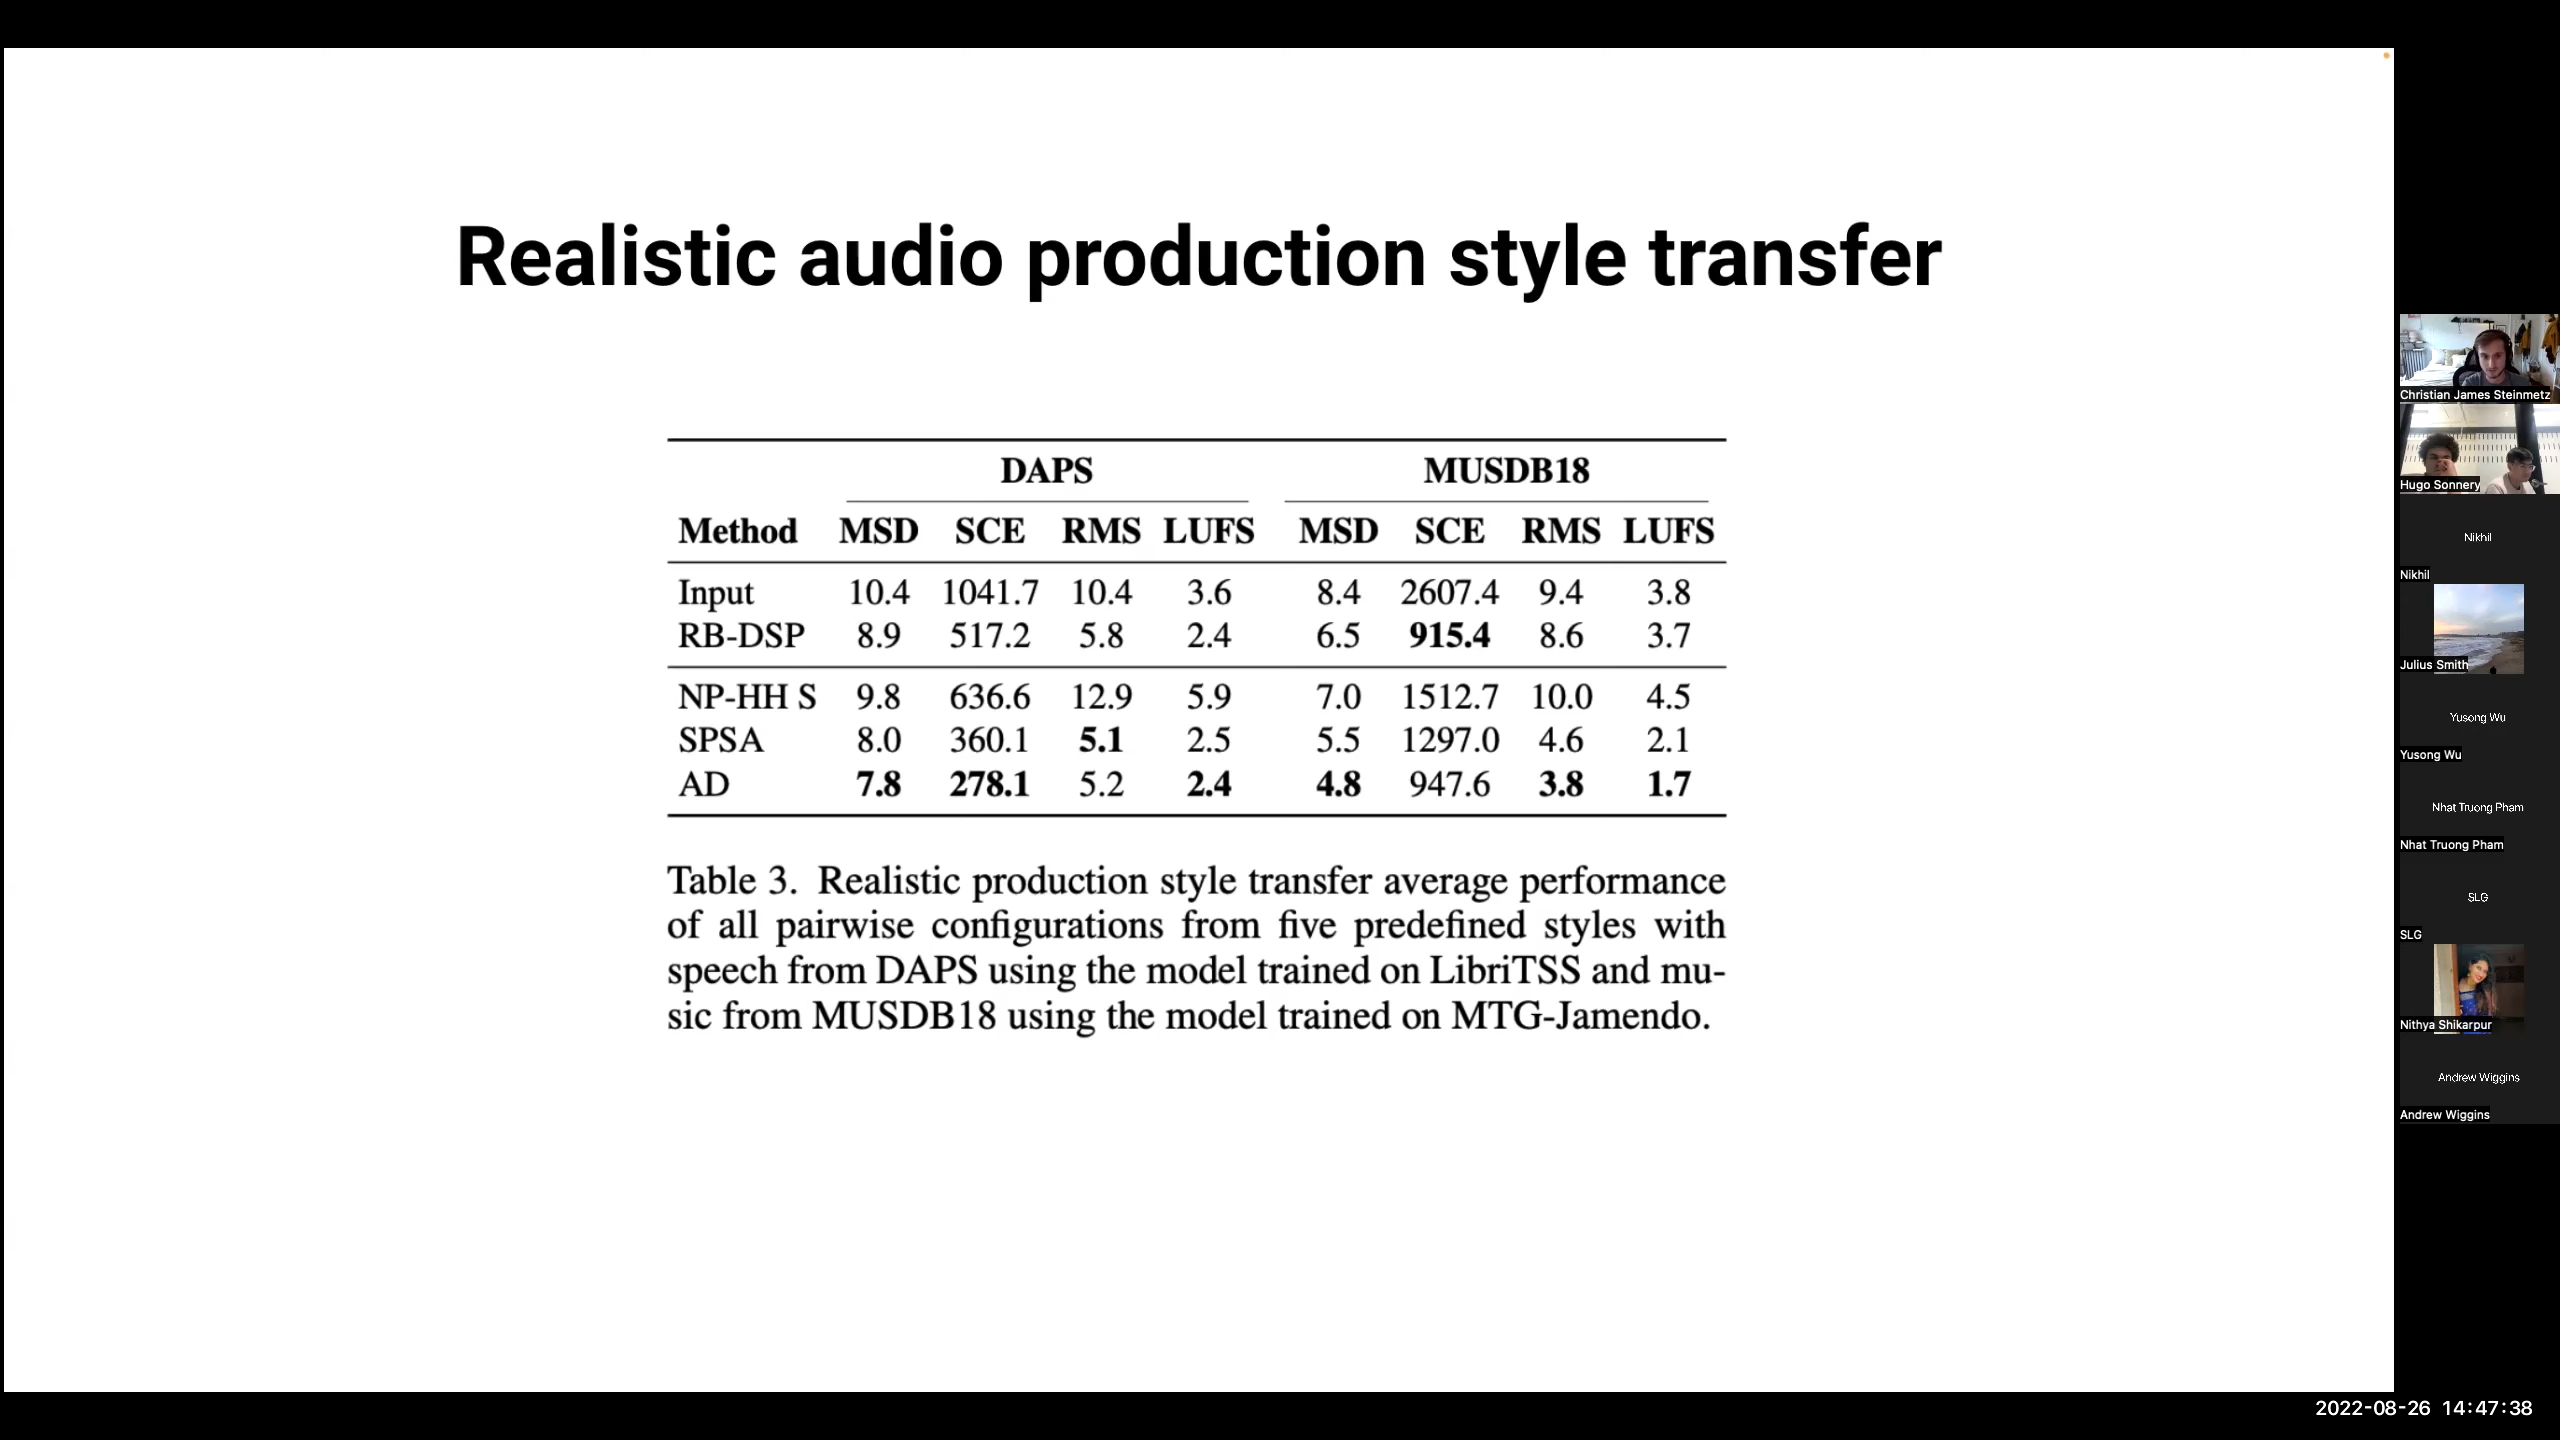 Realistic audio production style transfer
DAPS MUSDB18
Method MSD SCE RMS LUFS MSD SCE RMS LUFS
Input 10.4 1041.7 10.4 3.6 8.4 2607.4 9.4 3.8
RB-DSP 8.9 517.2 5.8 2.4 6.5 915.4 8.6 3.7
NP-HH S 9.8 636.6 12.9 5.9 7.0 1512.7 10.0 4.5
SPSA 8.0 360.1 5.1 2.5 5.5 1297.0 4.6 2.1
AD 7.8 278.1 5.2 2.4 4.8 947.6 3.8 1.7
Table 3. Realistic production style transfer average performance
of all pairwise configurations from five predefined styles with
speech from DAPS using the model trained on LibriTSS and mu-
sic from MUSDB18 using the model trained on MTG-Jamendo.
Christian James Steinmetz
Hugo Sonnery
Nikhil
Nikhil
Julius Smith
Yusong Wu
Yusong Wu
Nhat Truong Pham
Nhat Truong Pham
SLG
SLG
Nithya Shikarpur
Andrew Wiggins
Andrew Wiggins
2022-08-26 14:47:38